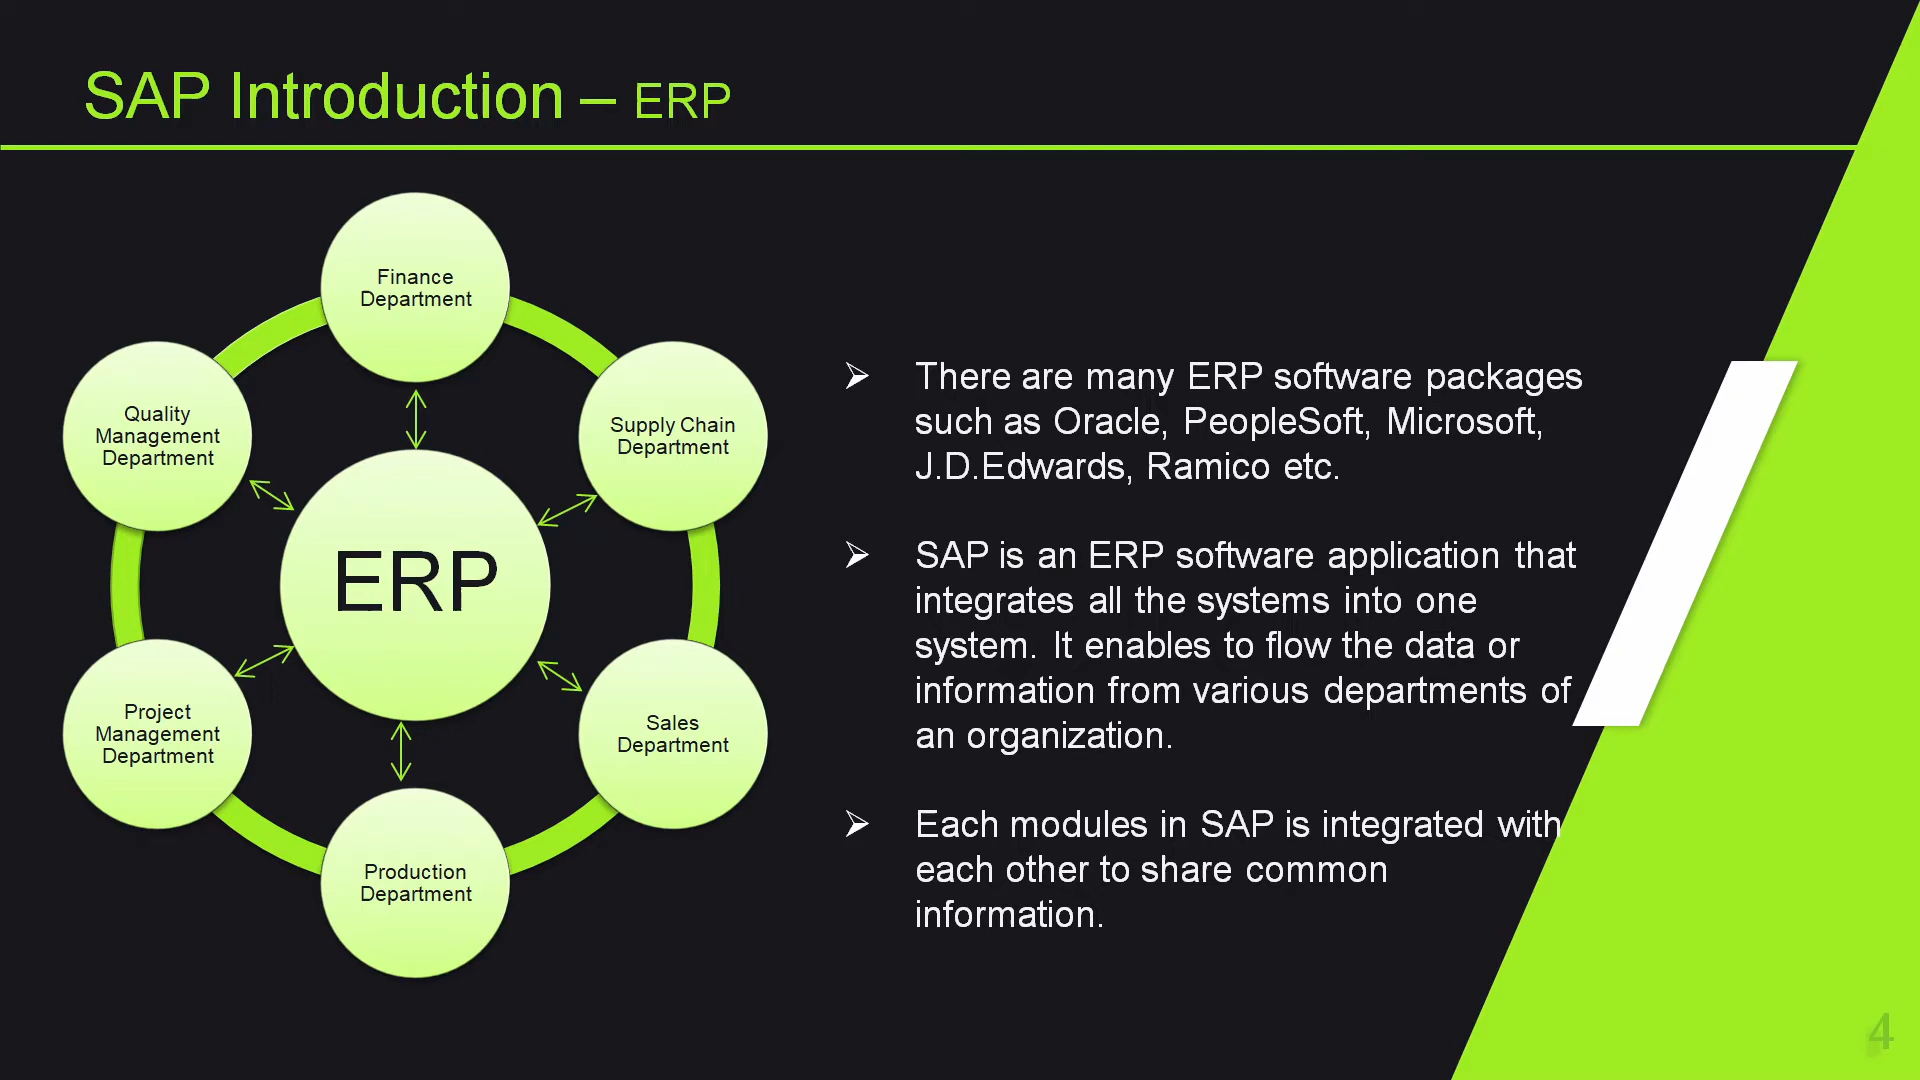 SAP Introduction – ERP
Finance
Department
Quality
Management
Department
Supply Chain
Department
ERP
Project
Management
Department
Sales
Department
Production
Department
There are many ERP software packages
such as Oracle, PeopleSoft, Microsoft,
J.D.Edwards, Ramico etc.
SAP is an ERP software application that
integrates all the systems into one
system. It enables to flow the data or
information from various departments of
an organization.
Each modules in SAP is integrated with
each other to share common
information.
4